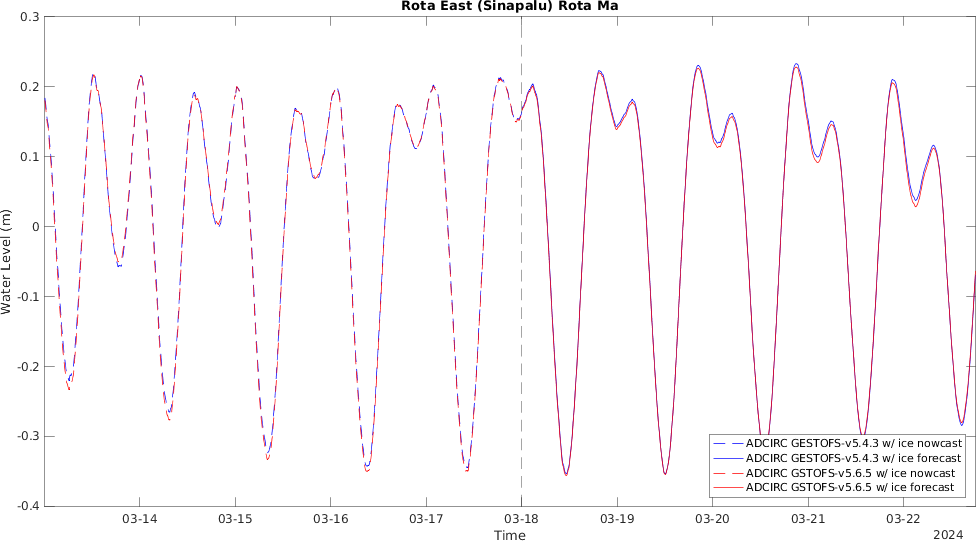 Rota East (Sinapalu) Rota Ma
0.3
0.2
0.1
0
-0.1
-0.2
-0.3
-0.4
Water Level (m)
ADCIRC GESTOFS-v5.4.3 w/ ice nowcast
ADCIRC GESTOFS-v5.4.3 w/ ice forecast
ADCIRC GSTOFS-v5.6.5 w/ ice nowcast
ADCIRC GSTOFS-v5.6.5 w/ ice forecast
03-14 03-15 03-16 03-17 03-18 03-19 03-20 03-21 03-22
Time
2024